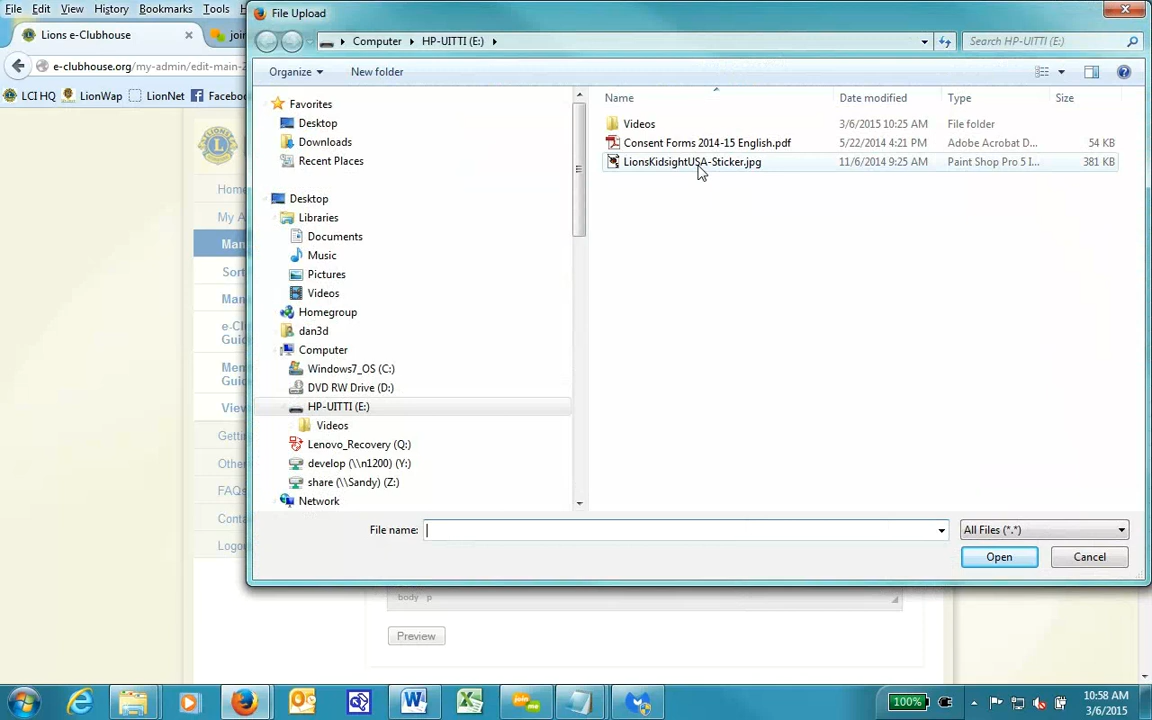 File Edit View History Bookmarks Tools
File Upload
Lions e-Clubhouse
join
Computer HP-UITTI (E:)
Search HP-UITTI (E:)
e-clubhouse.org/my-admin/edit-main-
Organize New folder
LCI HQ LionWap LionNet Facebo
Name Date modified Type Size
Favorites
Desktop
Downloads
Recent Places
Videos 3/6/2015 10:25 AM File folder
Consent Forms 2014-15 English.pdf 5/22/2014 4:21 PM Adobe Acrobat D... 54 KB
LionsKidsightUSA-Sticker.jpg 11/6/2014 9:25 AM Paint Shop Pro 5 I... 381 KB
Desktop
Libraries
Documents
Music
Pictures
Videos
Homegroup
dan3d
Computer
Windows7_OS (C:)
DVD RW Drive (D:)
HP-UITTI (E:)
Videos
Lenovo_Recovery (Q:)
develop (\\n1200) (Y:)
share (\\Sandy) (Z:)
Network
Hom
My A
Man
Sort
Man
e-Cl
Guid
Mem
Guid
View
Getti
Othe
FAQs
Conta
Logou
File name:
All Files (*.*)
Open Cancel
body p
Preview
100%
10:58 AM
3/6/2015